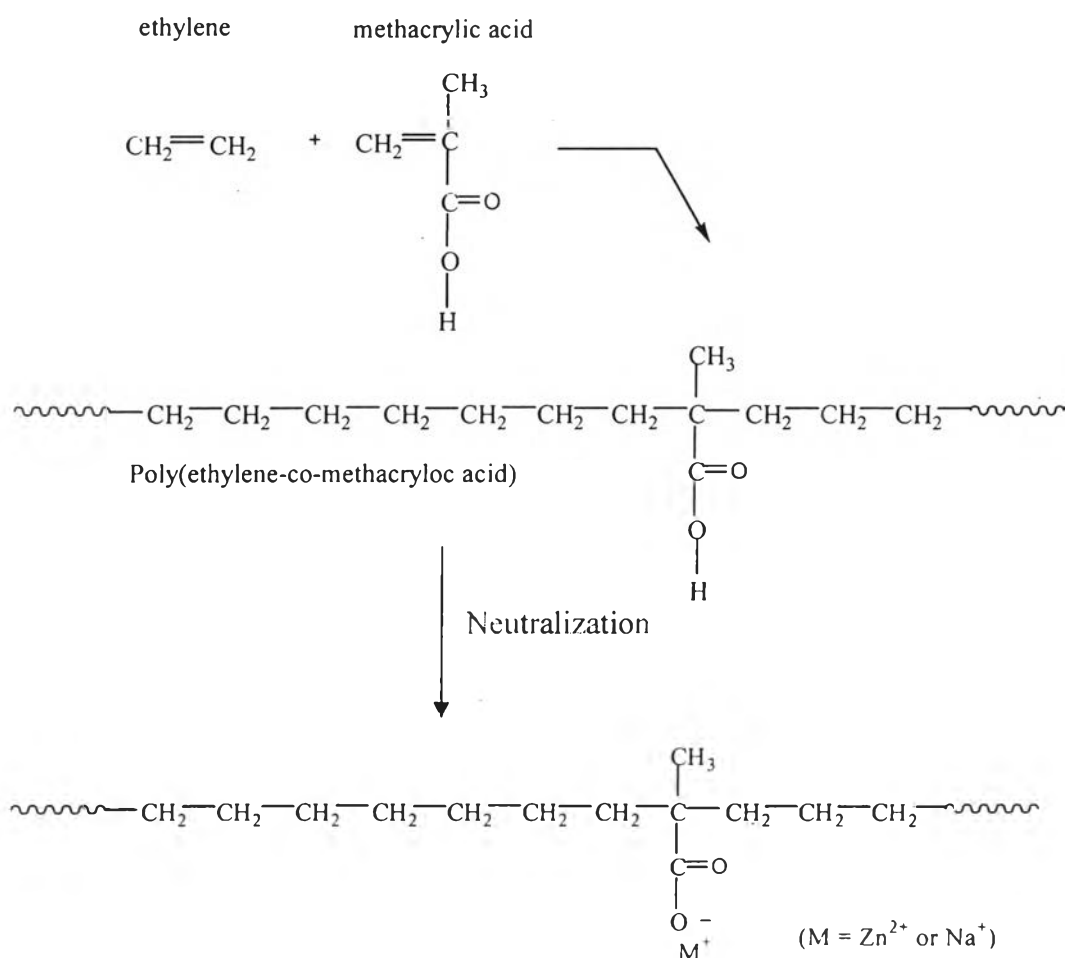 ethylene methacrylic acid
CH3
CH2=CH2 + CH2=C
C=O
O
H
CH3
CH2—CH2—CH2—CH2—CH2—CH2—CH2—C—CH2—CH2—CH2
Poly(ethylene-co-methacryloc acid)
C=O
O
H
Neutralization
CH3
CH2—CH2—CH2—CH2—CH2—CH2—CH2—C—CH2—CH2—CH2
C=O
O−
M+
(M = Zn2+ or Na+)